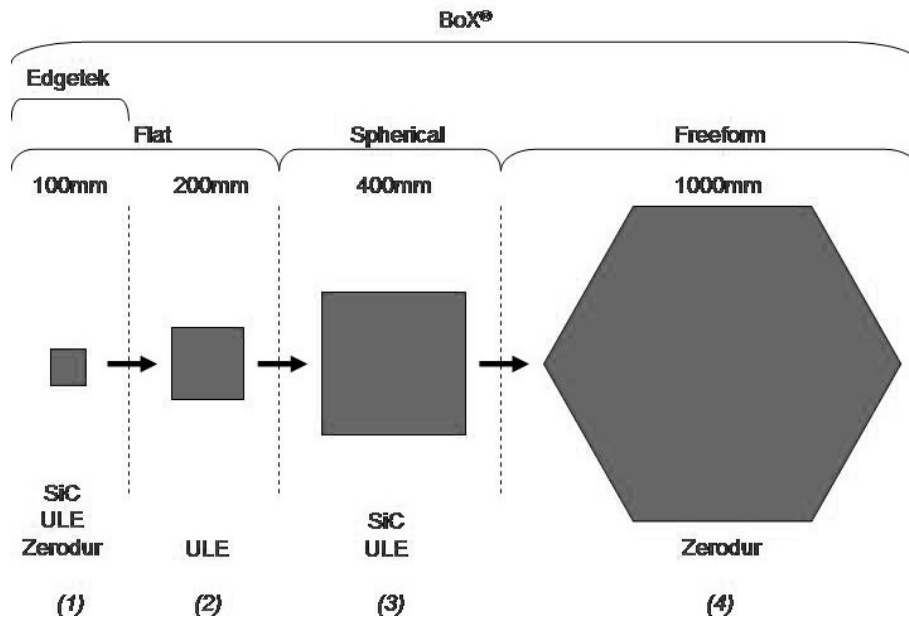 BoX®
Edgetek
Flat
Spherical
Freeform
100mm
200mm
400mm
1000mm
SiC
ULE
Zerodur
ULE
SiC
ULE
Zerodur
(1)
(2)
(3)
(4)